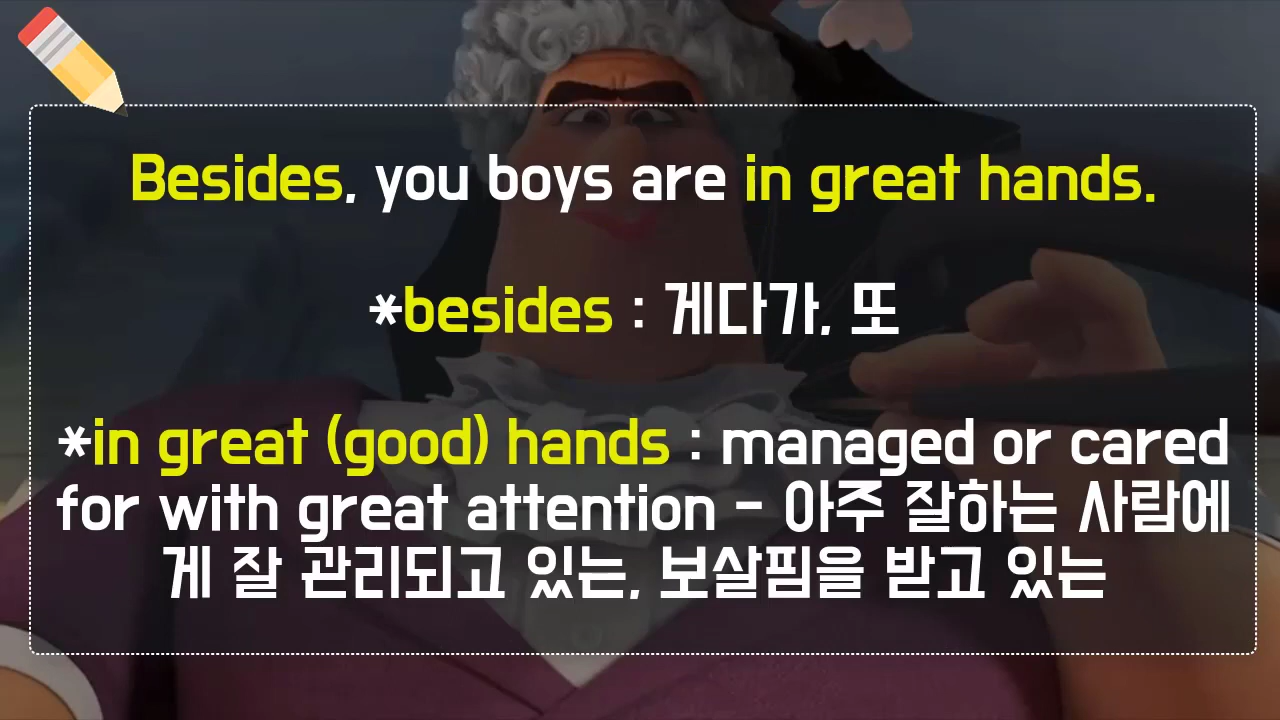 Besides, you boys are in great hands.
*besides : 게다가, 또
*in great (good) hands : managed or cared
for with great attention - 아주 잘하는 사람에
게 잘 관리되고 있는, 보살핌을 받고 있는